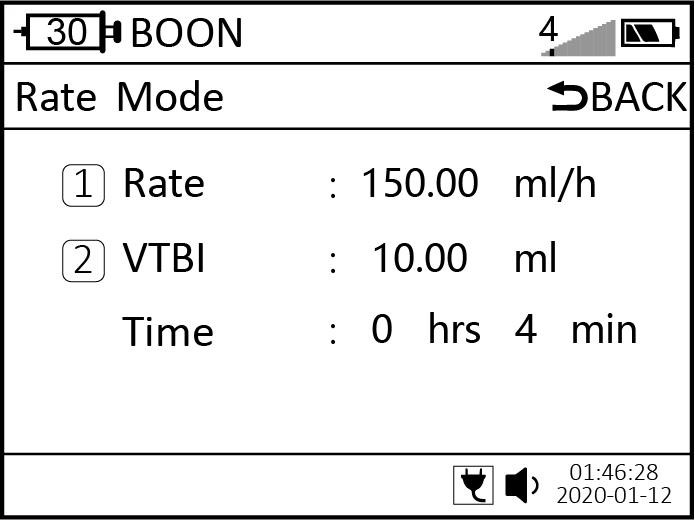 30 BOON 4
Rate Mode BACK
1 Rate : 150.00 ml/h
2 VTBI : 10.00 ml
Time : 0 hrs 4 min
01:46:28
2020-01-12